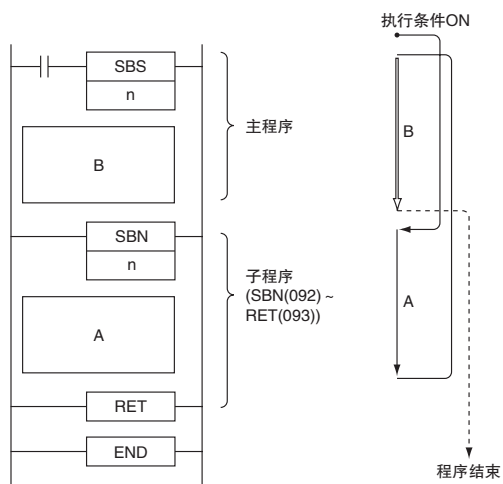 执行条件ON
SBS
n
主程序
B
B
SBN
n
子程序
(SBN(092) ~
RET(093))
A
A
RET
END
程序结束